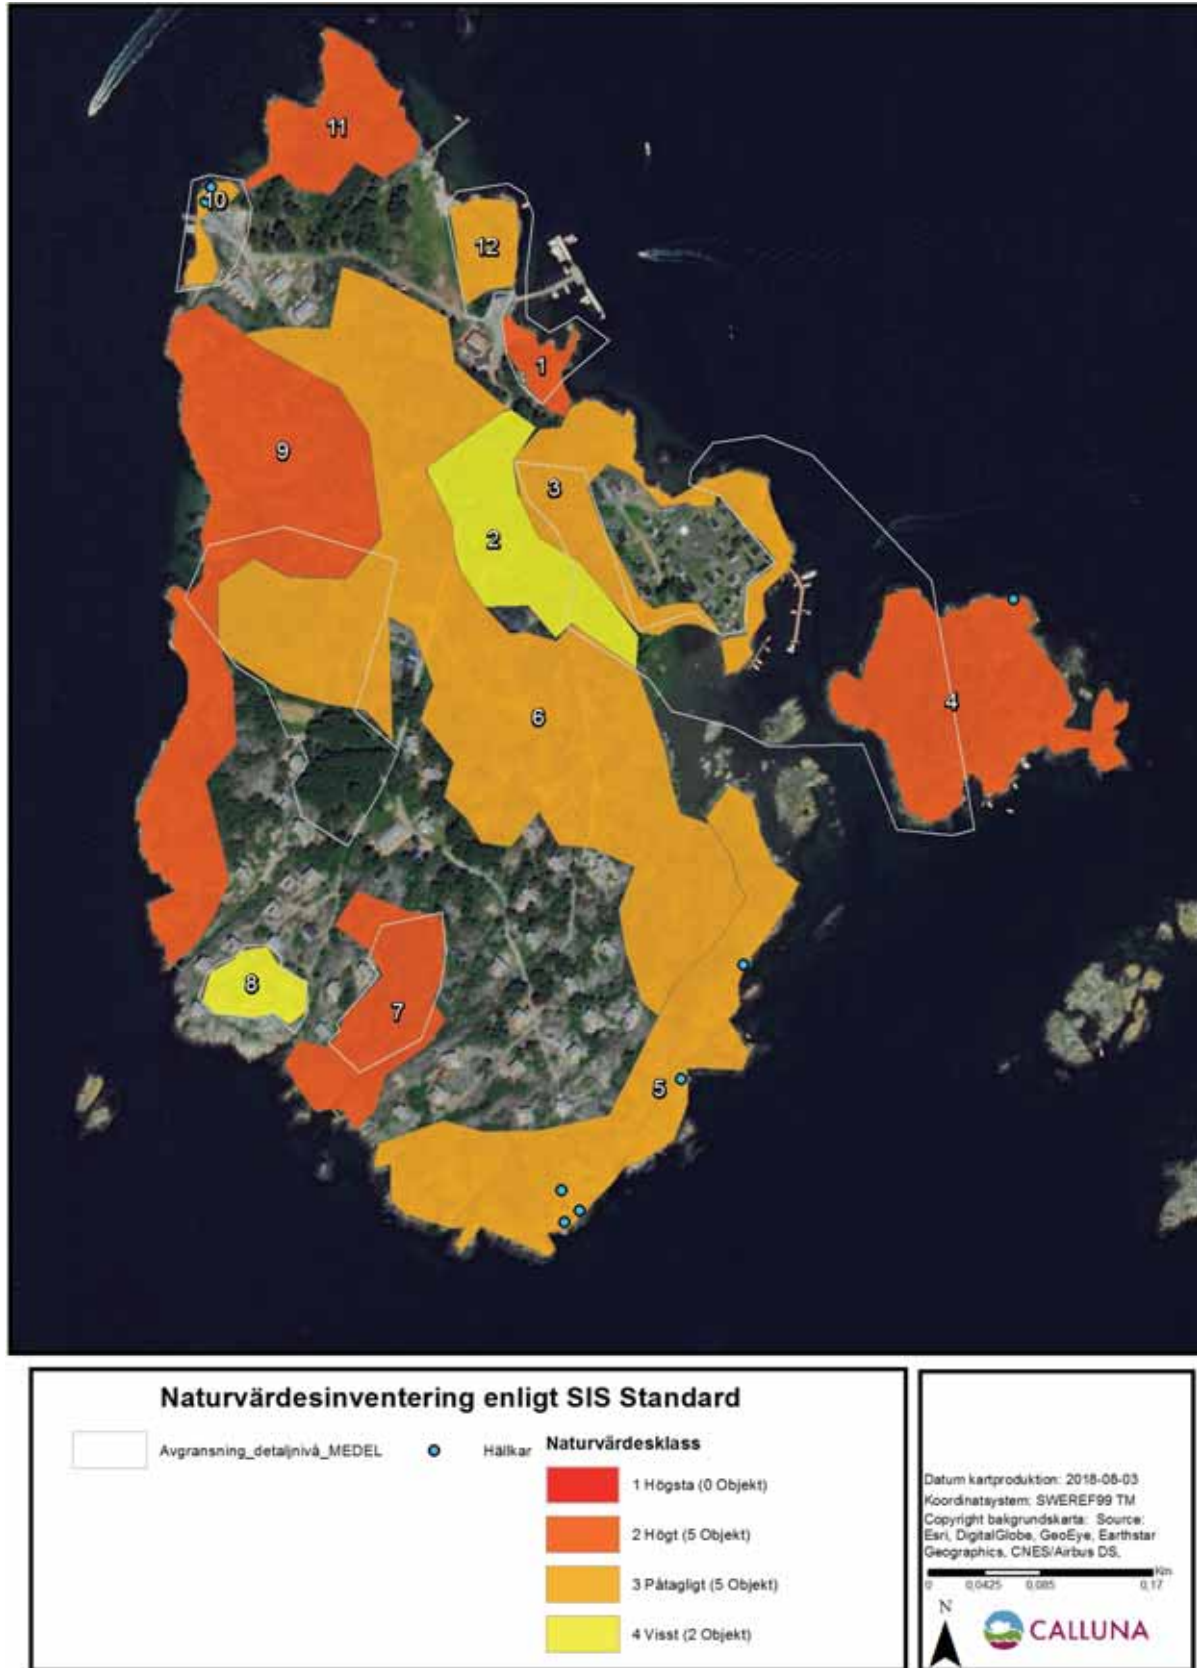 11
10
12
1
9
3
2
4
6
8
7
5
Naturvärdesinventering enligt SIS Standard
Avgransning_detaljnivå_MEDEL
Hällkar
Naturvärdesklass
1 Högsta (0 Objekt)
2 Högt (5 Objekt)
3 Påtagligt (5 Objekt)
4 Visst (2 Objekt)
Datum kartproduktion: 2018-08-03
Koordinatsystem: SWEREF99 TM
Copyright bakgrundskarta: Source:
Esri, DigitalGlobe, GeoEye, Earthstar
Geographics, CNES/Airbus DS,
Km
0 0,0425 0,085 0,17
N
CALLUNA